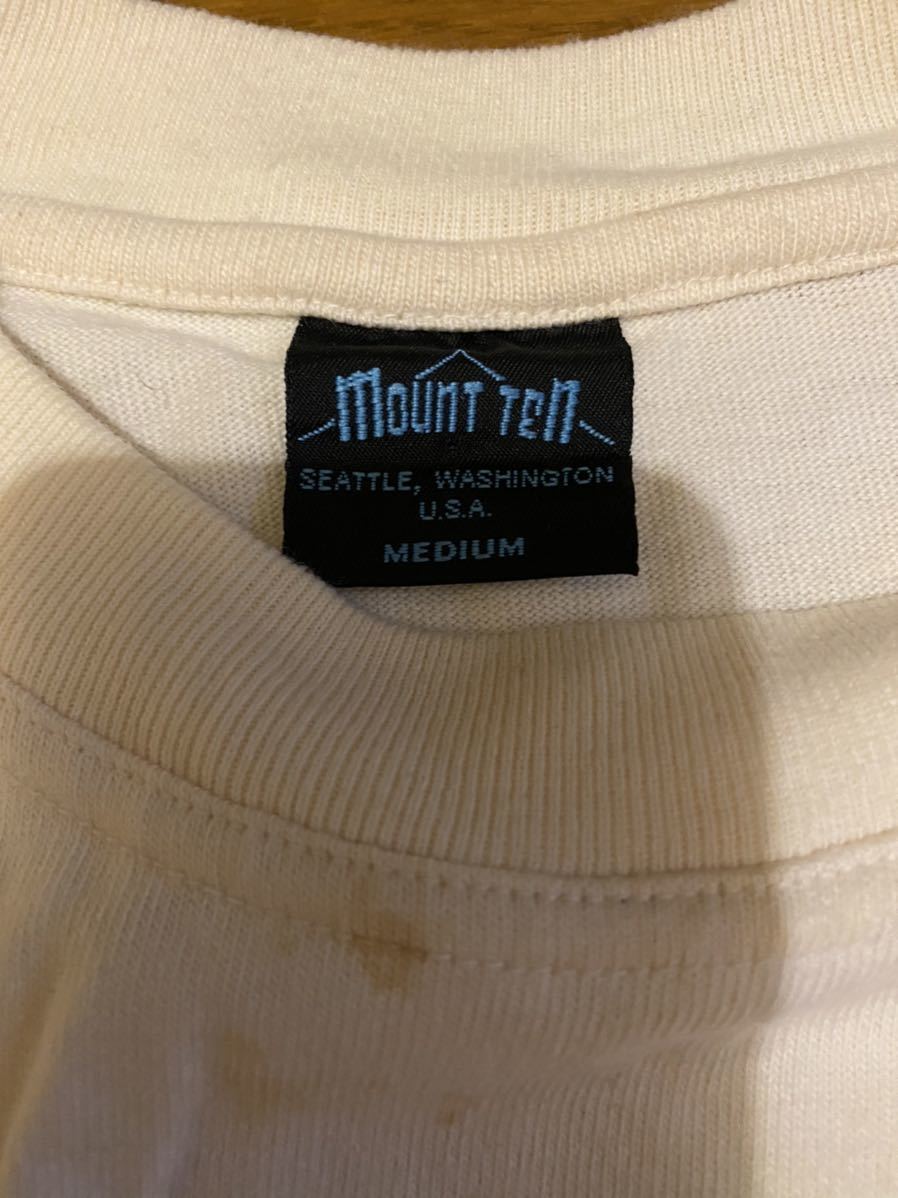 MOUNT TEN
SEATTLE, WASHINGTON
U.S.A.
MEDIUM